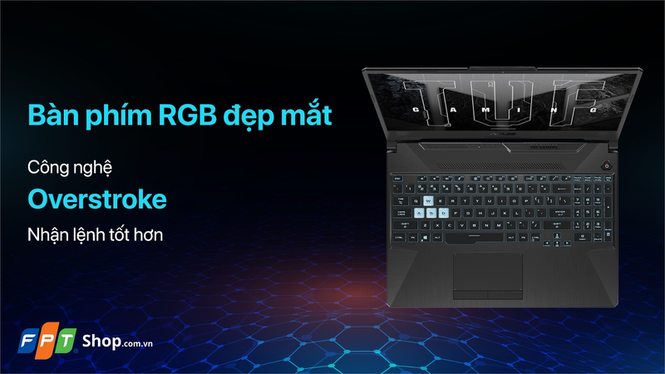 Bàn phím RGB đẹp mắt
Công nghệ
Overstroke
Nhận lệnh tốt hơn
TUF
GAMING
FPT Shop.com.vn